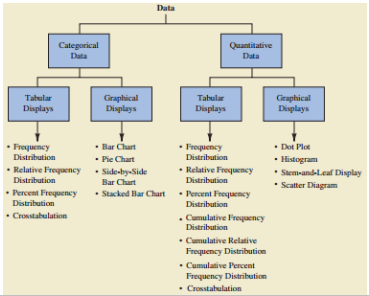 Data
Categorical
Data
Quantitative
Data
Tabular
Displays
Graphical
Displays
Tabular
Displays
Graphical
Displays
• Frequency
Distribution
• Relative Frequency
Distribution
• Percent Frequency
Distribution
• Crosstabulation
• Bar Chart
• Pie Chart
• Side-by-Side
Bar Chart
• Stacked Bar Chart
• Frequency
Distribution
• Relative Frequency
Distribution
• Percent Frequency
Distribution
• Cumulative Frequency
Distribution
• Cumulative Relative
Frequency Distribution
• Cumulative Percent
Frequency Distribution
• Crosstabulation
• Dot Plot
• Histogram
• Stem-and-Leaf Display
• Scatter Diagram